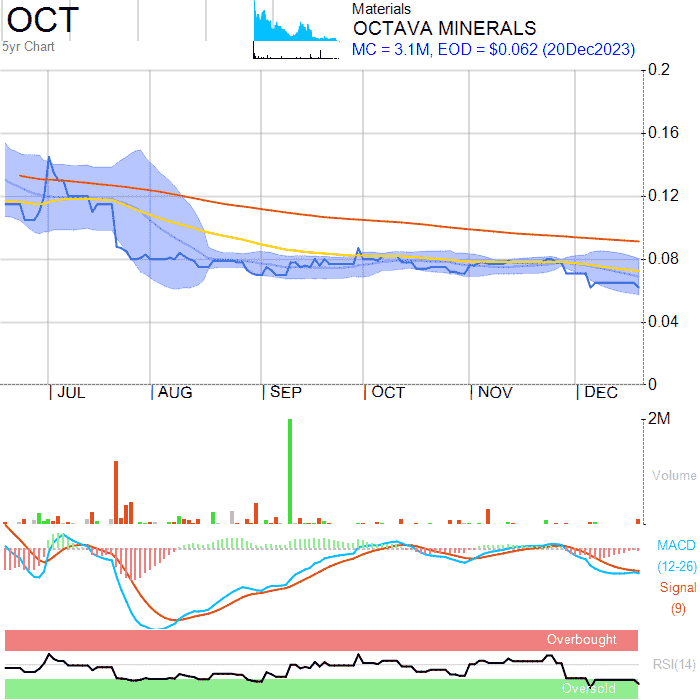 OCT
5yr Chart
Materials
OCTAVA MINERALS
MC = 3.1M, EOD = $0.062 (20Dec2023)
0.2
0.16
0.12
0.08
0.04
0
JUL AUG SEP OCT NOV DEC
2M
Volume
MACD
(12-26)
Signal
(9)
Overbought
RSI(14)
Oversold